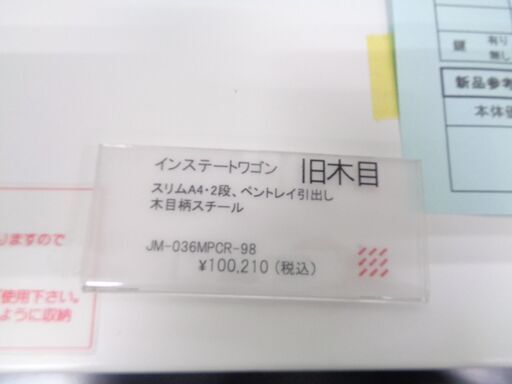 インステートワゴン 旧木目
スリムA4・2段、ペントレイ引出し
木目柄スチール
JM-036MPCR-98
¥100,210(税込)
鍵 有り
無し
新品参考
本体価
りますので
使用下さい。
ように収納